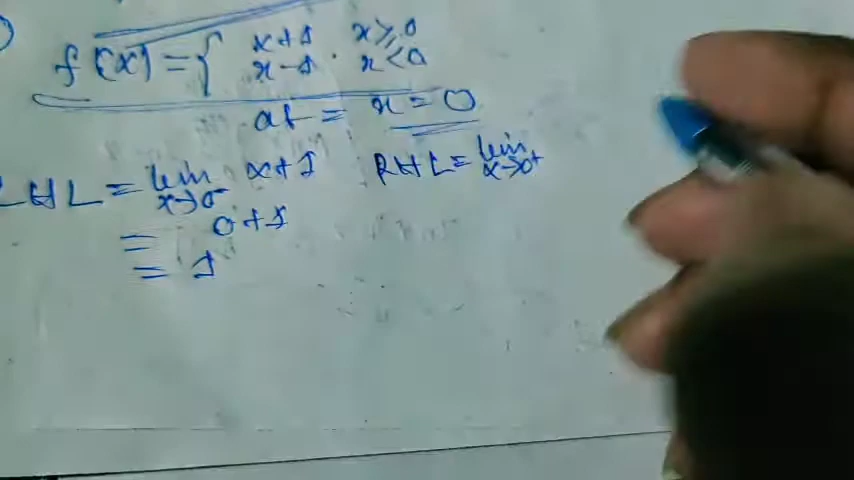 f(x) = { x+1 x≥0
x-1 . x<0
at = x = 0
LHL = lim x→0⁻ x+1 RHL = lim x→0⁺
= 0+1
= 1